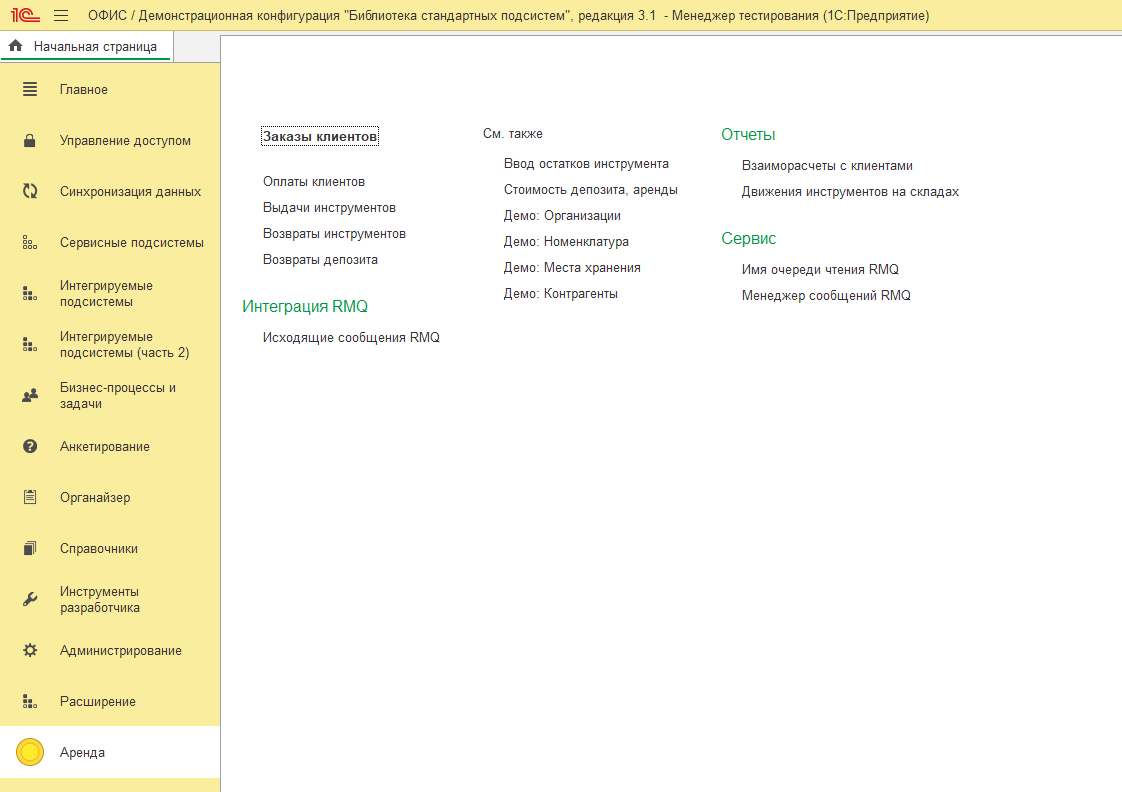 1С ОФИС / Демонстрационная конфигурация "Библиотека стандартных подсистем", редакция 3.1 - Менеджер тестирования (1С:Предприятие)
Начальная страница
Главное
Управление доступом
Синхронизация данных
Сервисные подсистемы
Интегрируемые
подсистемы
Интегрируемые
подсистемы (часть 2)
Бизнес-процессы и
задачи
Анкетирование
Органайзер
Справочники
Инструменты
разработчика
Администрирование
Расширение
Аренда
Заказы клиентов
Оплаты клиентов
Выдачи инструментов
Возвраты инструментов
Возвраты депозита
Интеграция RMQ
Исходящие сообщения RMQ
См. также
Ввод остатков инструмента
Стоимость депозита, аренды
Демо: Организации
Демо: Номенклатура
Демо: Места хранения
Демо: Контрагенты
Отчеты
Взаиморасчеты с клиентами
Движения инструментов на складах
Сервис
Имя очереди чтения RMQ
Менеджер сообщений RMQ